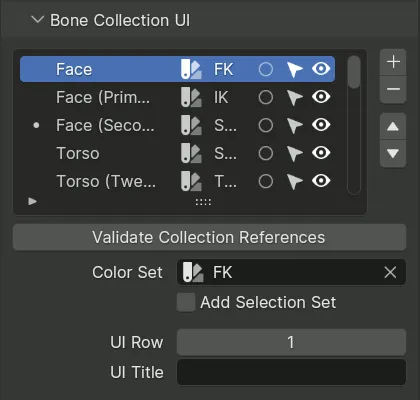 Bone Collection UI
Face FK
Face (Prim... IK
Face (Seco... S...
Torso S...
Torso (Twe... T...
Validate Collection References
Color Set FK
Add Selection Set
UI Row 1
UI Title